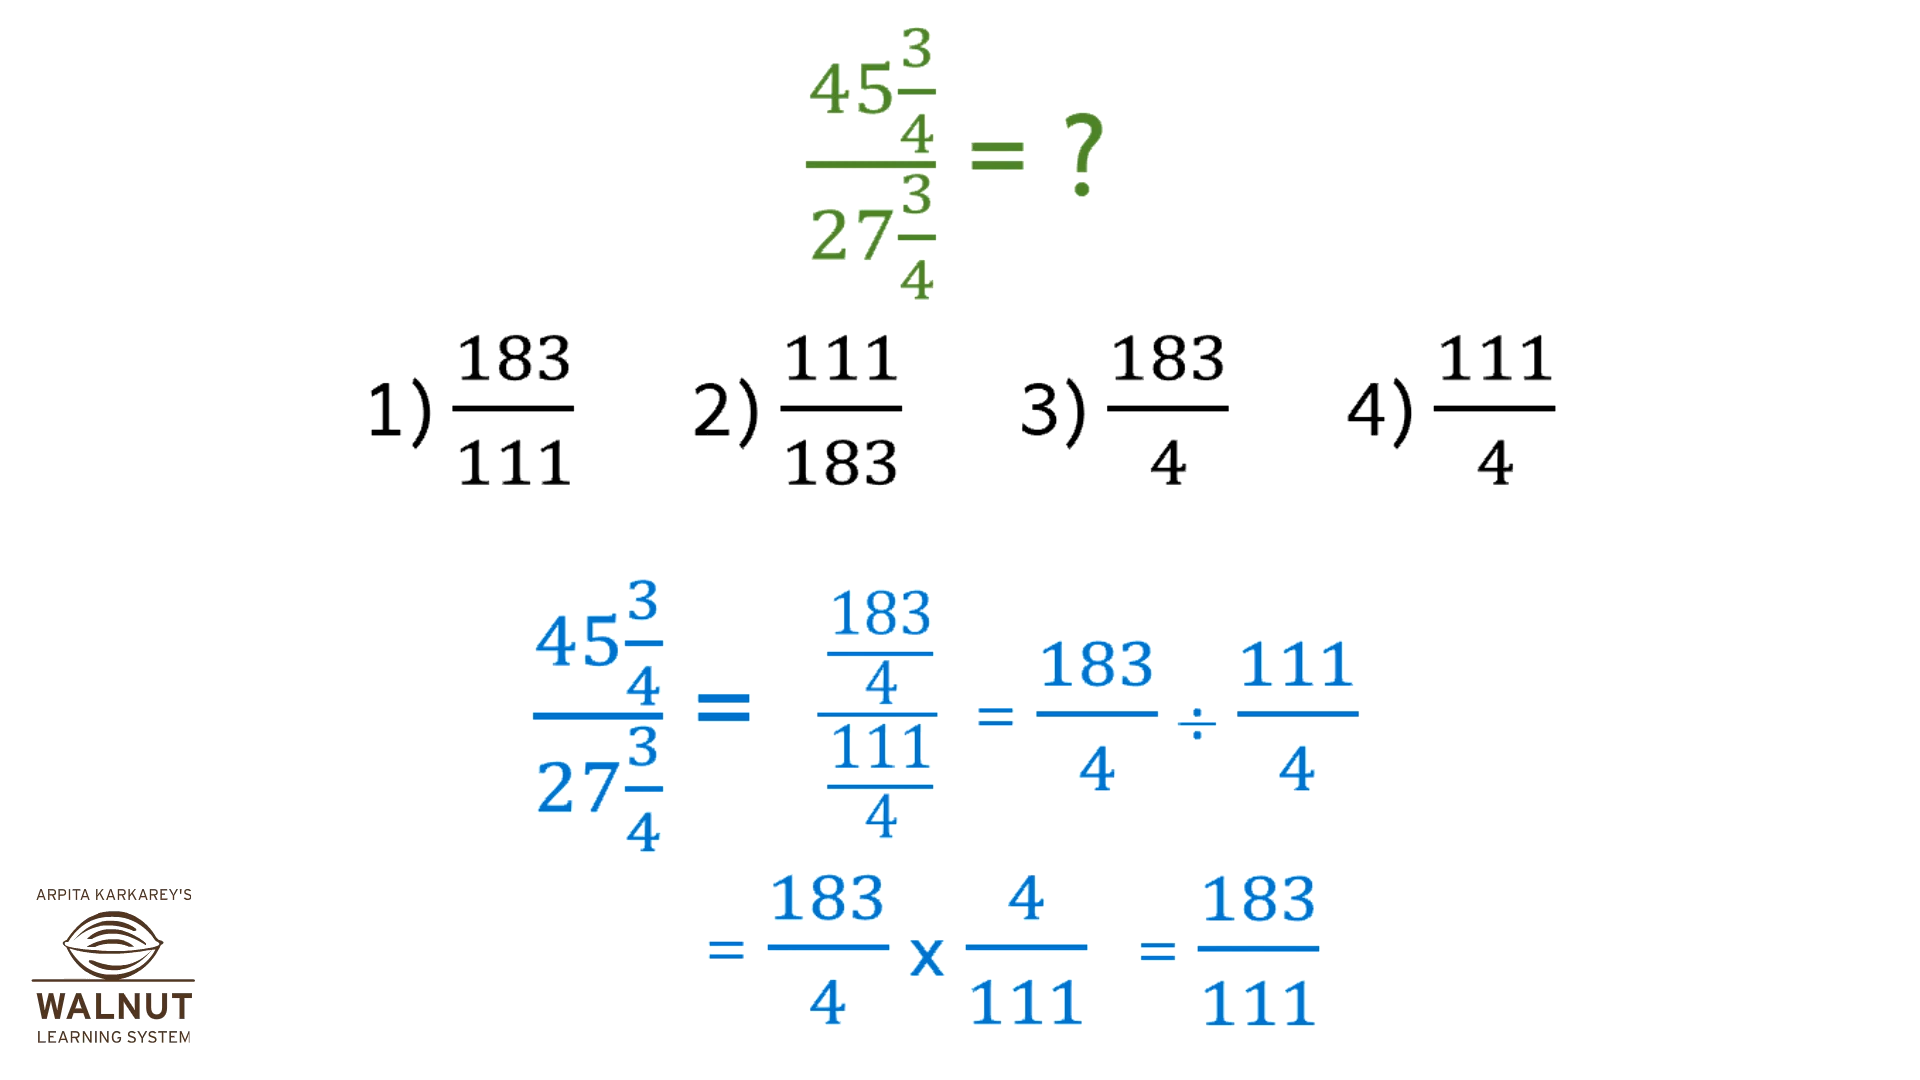 45 3/4 / 27 3/4 = ?
1) 183/111 2) 111/183 3) 183/4 4) 111/4
45 3/4 / 27 3/4 = 183/4 / 111/4 = 183/4 ÷ 111/4
= 183/4 x 4/111 = 183/111
ARPITA KARKAREY'S
WALNUT
LEARNING SYSTEM